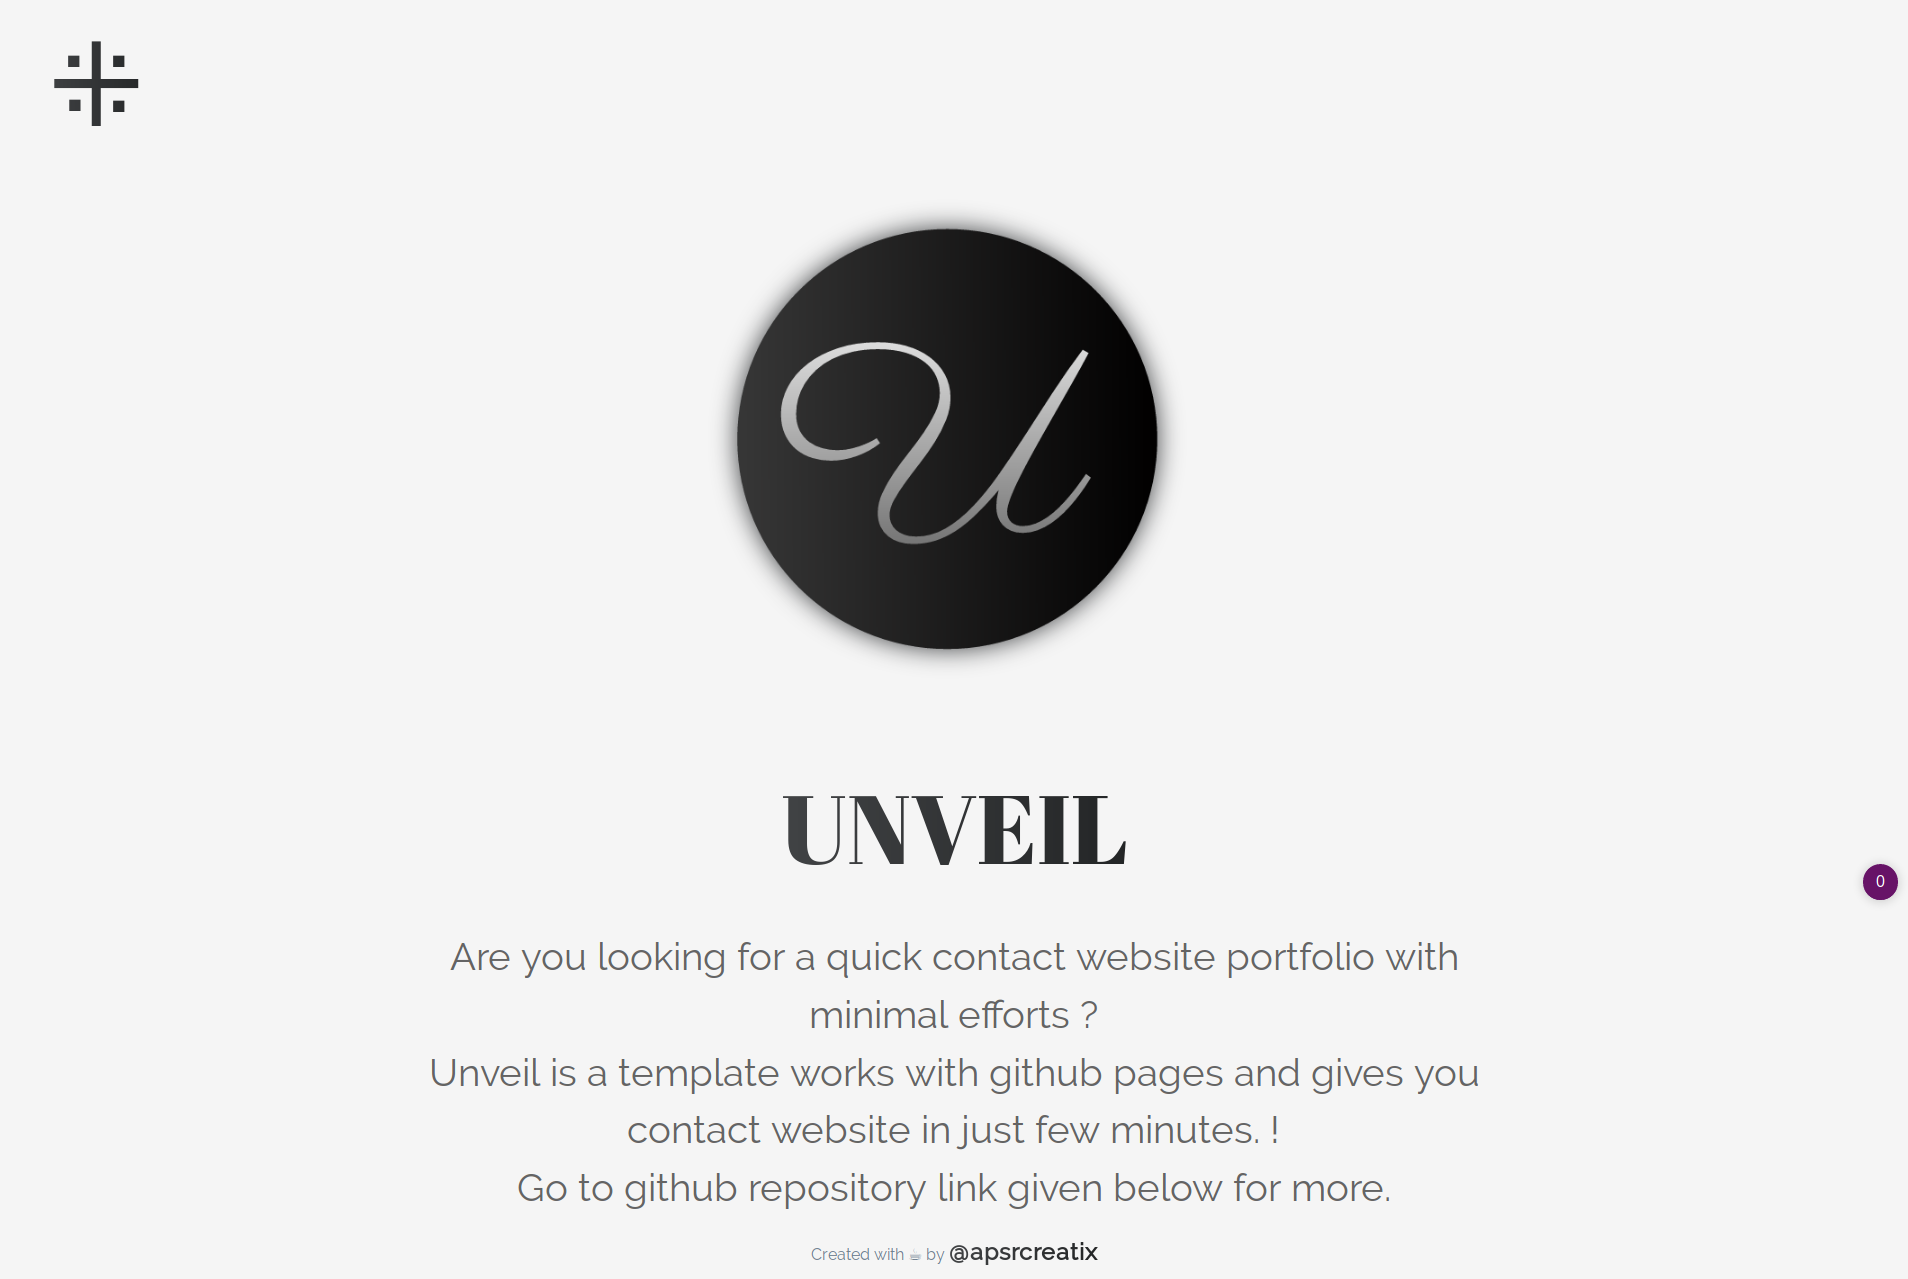 U
UNVEIL
0
Are you looking for a quick contact website portfolio with
minimal efforts ?
Unveil is a template works with github pages and gives you
contact website in just few minutes. !
Go to github repository link given below for more.
Created with ☕ by @apsrcreatix